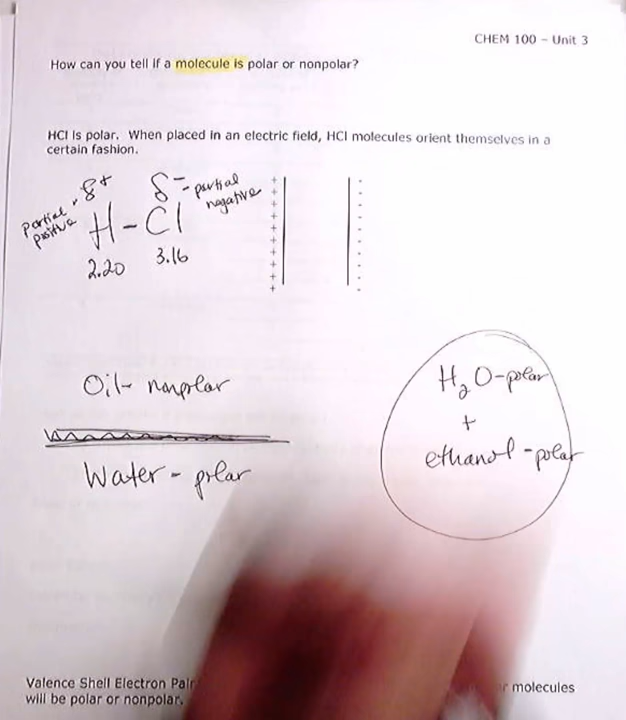 CHEM 100 – Unit 3
How can you tell if a molecule is polar or nonpolar?
HCl is polar. When placed in an electric field, HCl molecules orient themselves in a
certain fashion.
partial positive δ+ δ- - partial negative
H - Cl
2.20 3.16
+ + + + + + + + + +
- - - - - - - - - -
Oil - nonpolar
Water - polar
H₂O - polar
+
ethanol - polar
Valence Shell Electron Pair
molecules
will be polar or nonpolar.